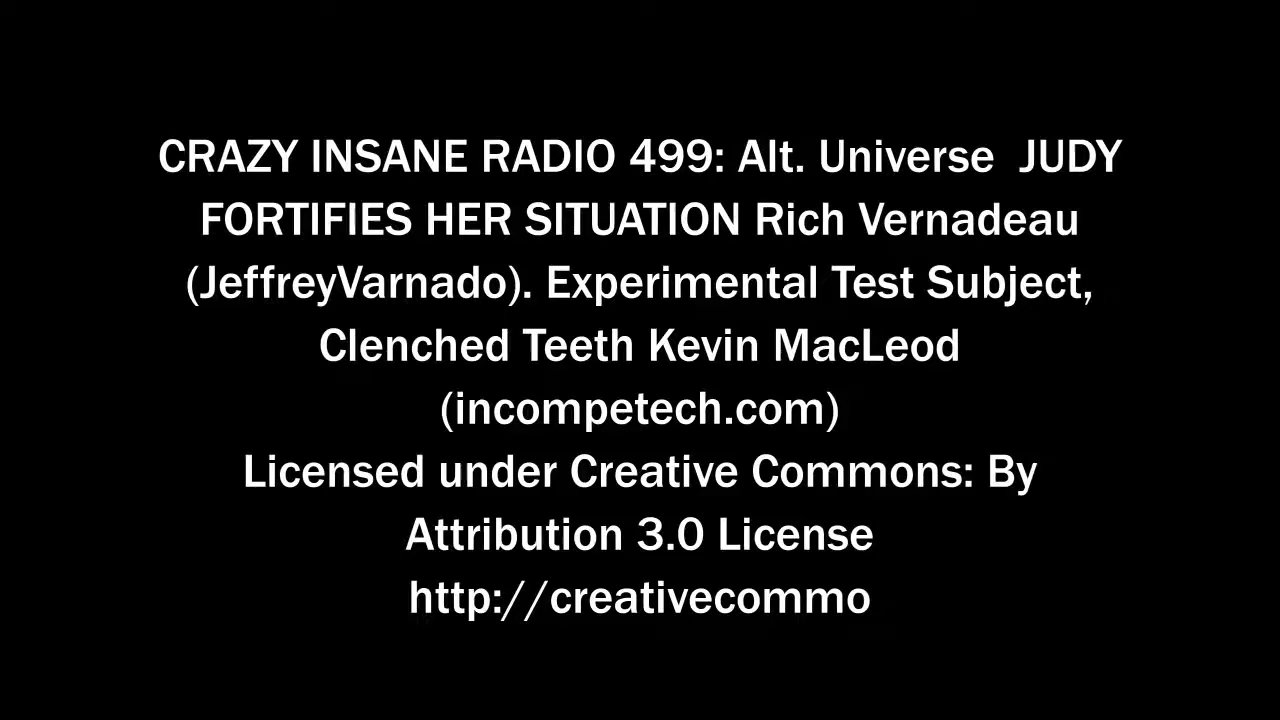 CRAZY INSANE RADIO 499: Alt. Universe  JUDY
FORTIFIES HER SITUATION Rich Vernadeau
(JeffreyVarnado). Experimental Test Subject,
Clenched Teeth Kevin MacLeod
(incompetech.com)
Licensed under Creative Commons: By
Attribution 3.0 License
http://creativecommo